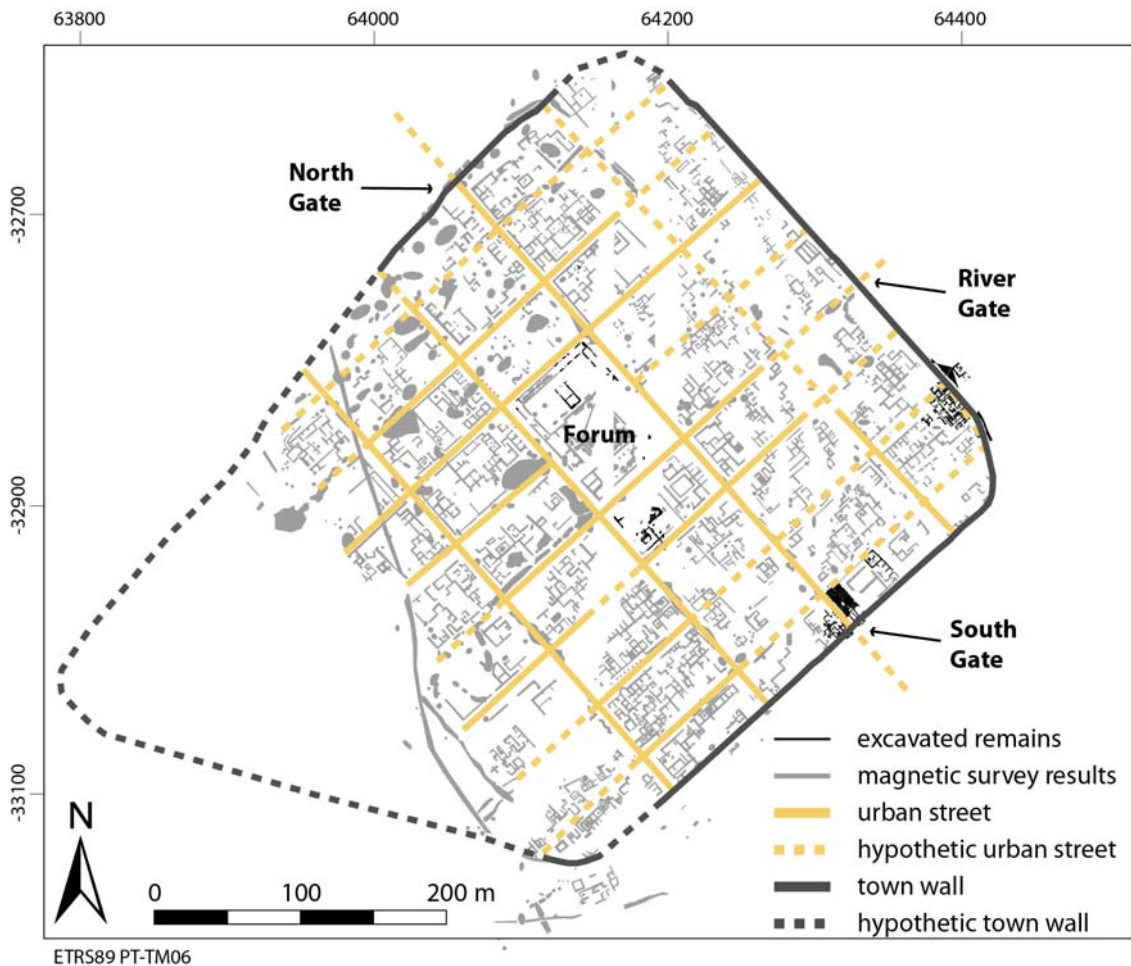 63800
64000
64200
64400
-32700
-32900
-33100
North
Gate
River
Gate
Forum
South
Gate
excavated remains
magnetic survey results
urban street
hypothetic urban street
town wall
hypothetic town wall
N
0 100 200 m
ETRS89 PT-TM06